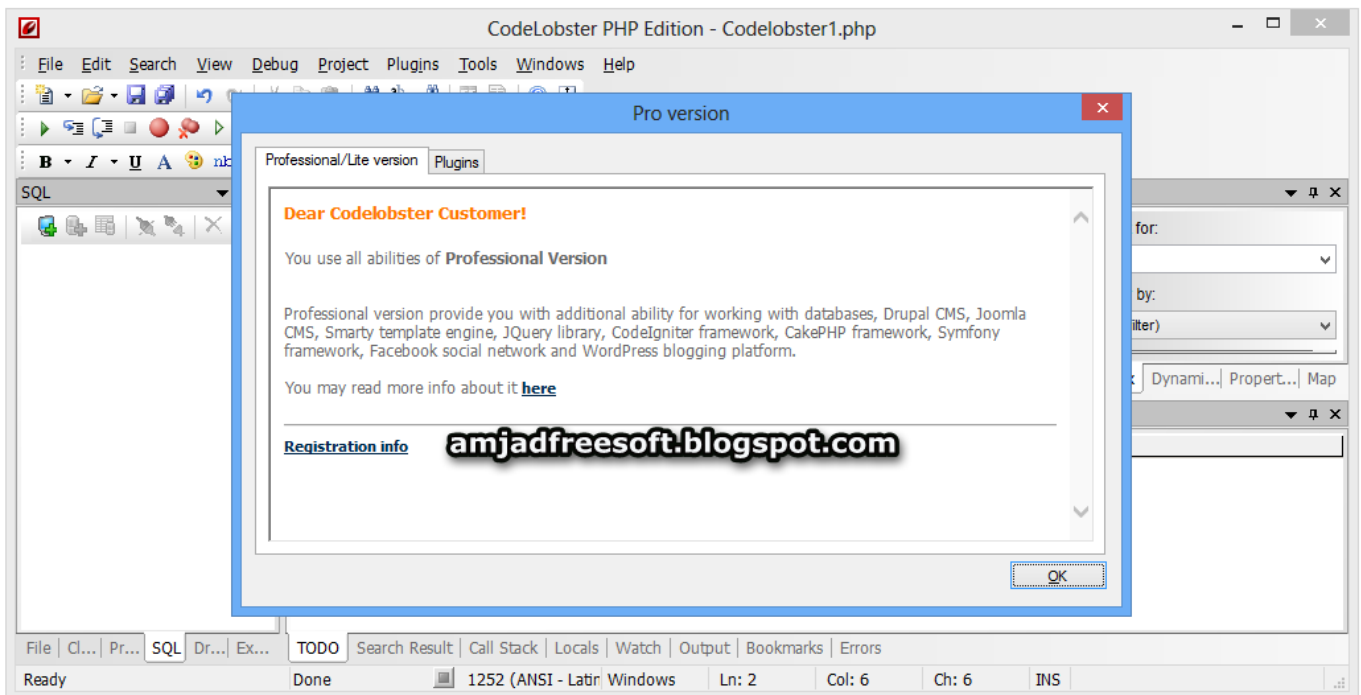 CodeLobster PHP Edition - Codelobster1.php
File Edit Search View Debug Project Plugins Tools Windows Help
Pro version
B I U A
Professional/Lite version Plugins
SQL
Dear Codelobster Customer!
for:
You use all abilities of Professional Version
by:
Professional version provide you with additional ability for working with databases, Drupal CMS, Joomla
CMS, Smarty template engine, JQuery library, CodeIgniter framework, CakePHP framework, Symfony
framework, Facebook social network and WordPress blogging platform.
You may read more info about it here
Dynami... Propert... Map
Registration info
amjadfreesoft.blogspot.com
OK
File Cl... Pr... SQL Dr... Ex... TODO Search Result Call Stack Locals Watch Output Bookmarks Errors
Ready Done 1252 (ANSI - Latir Windows Ln: 2 Col: 6 Ch: 6 INS